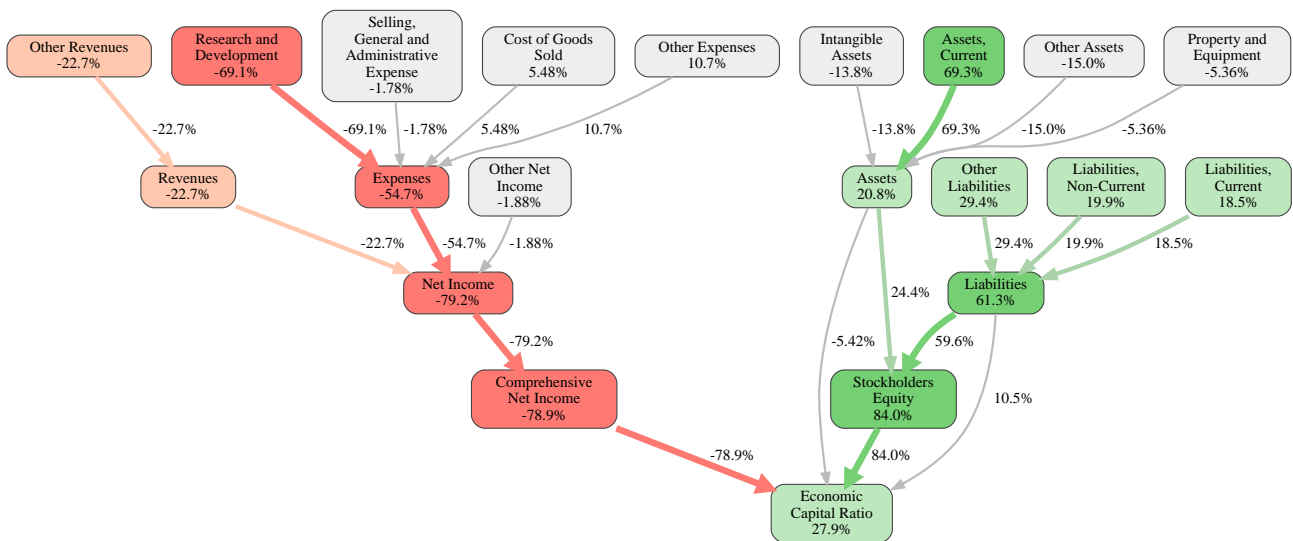 Other Revenues
-22.7%
Research and
Development
-69.1%
Selling,
General and
Administrative
Expense
-1.78%
Cost of Goods
Sold
5.48%
Other Expenses
10.7%
Intangible
Assets
-13.8%
Assets,
Current
69.3%
Other Assets
-15.0%
Property and
Equipment
-5.36%
-22.7%
-69.1%
-1.78%
5.48%
10.7%
-13.8%
69.3%
-15.0%
-5.36%
Revenues
-22.7%
Expenses
-54.7%
Other Net
Income
-1.88%
Assets
20.8%
Other
Liabilities
29.4%
Liabilities,
Non-Current
19.9%
Liabilities,
Current
18.5%
-22.7%
-54.7%
-1.88%
29.4%
19.9%
18.5%
Net Income
-79.2%
24.4%
Liabilities
61.3%
-79.2%
-5.42%
59.6%
Comprehensive
Net Income
-78.9%
Stockholders
Equity
84.0%
10.5%
-78.9%
84.0%
Economic
Capital Ratio
27.9%